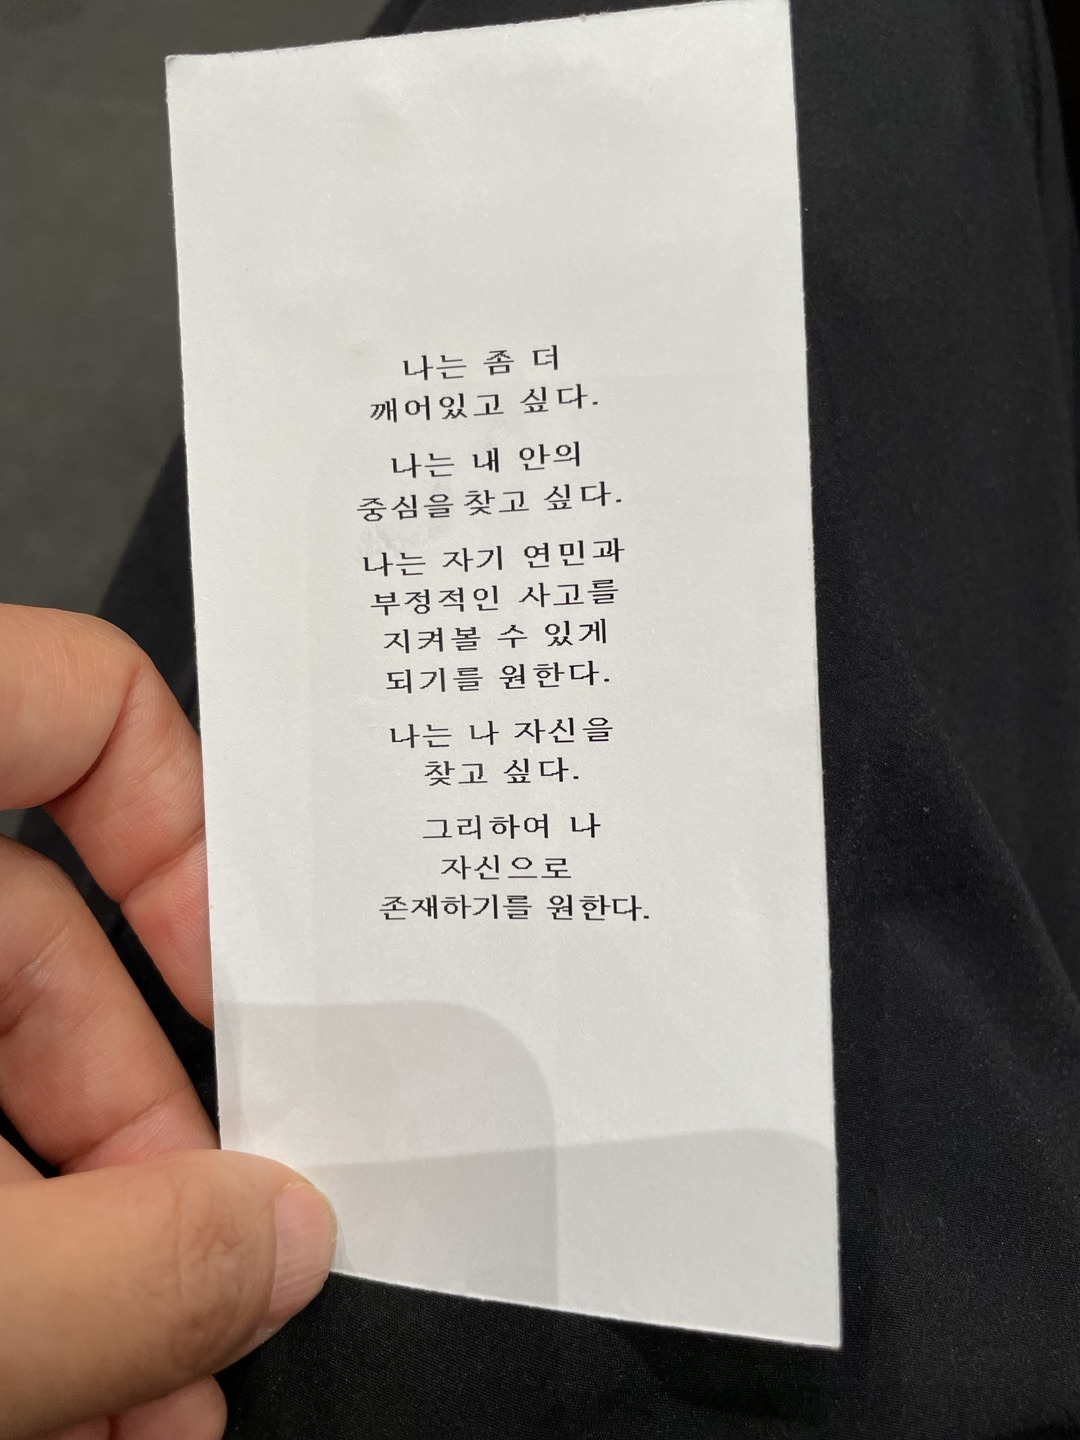 나는 좀 더
깨어있고 싶다.
나는 내 안의
중심을 찾고 싶다.
나는 자기 연민과
부정적인 사고를
지켜볼 수 있게
되기를 원한다.
나는 나 자신을
찾고 싶다.
그리하여 나
자신으로
존재하기를 원한다.